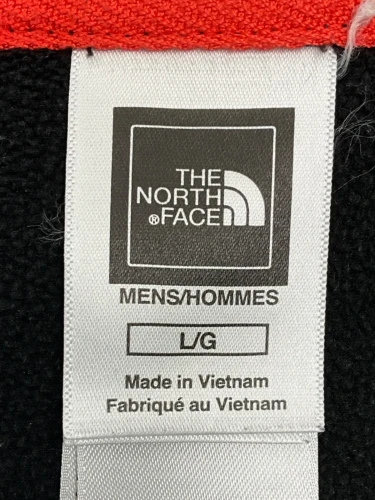 THE
NORTH
®FACE
MENS/HOMMES
L/G
Made in Vietnam
Fabriqué au Vietnam